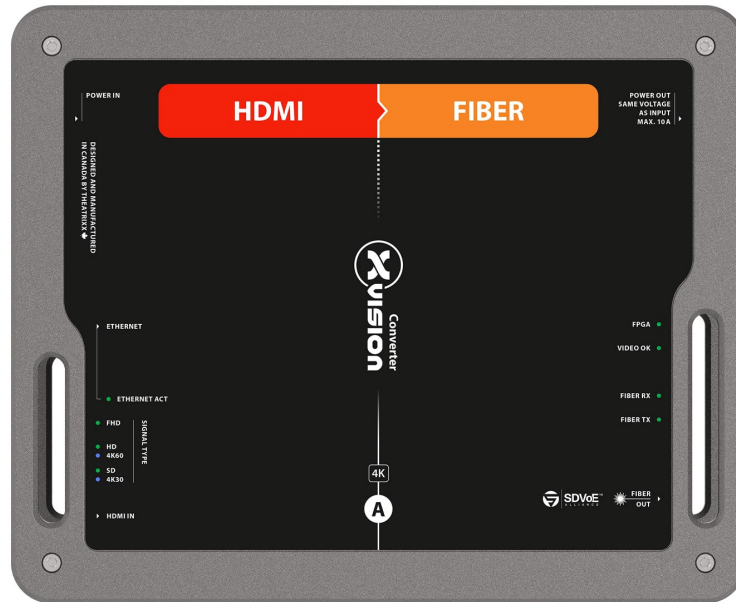 HDMI
FIBER
POWER IN
POWER OUT
SAME VOLTAGE
AS INPUT
MAX. 10A
DESIGNED AND MANUFACTURED
IN CANADA BY THEATRIXX
X VISION
Converter
ETHERNET
ETHERNET ACT
FHD
HD
4K60
SD
4K30
SIGNAL TYPE
HDMI IN
FPGA
VIDEO OK
FIBER RX
FIBER TX
4K
A
SDVoE™
ALLIANCE
FIBER
OUT